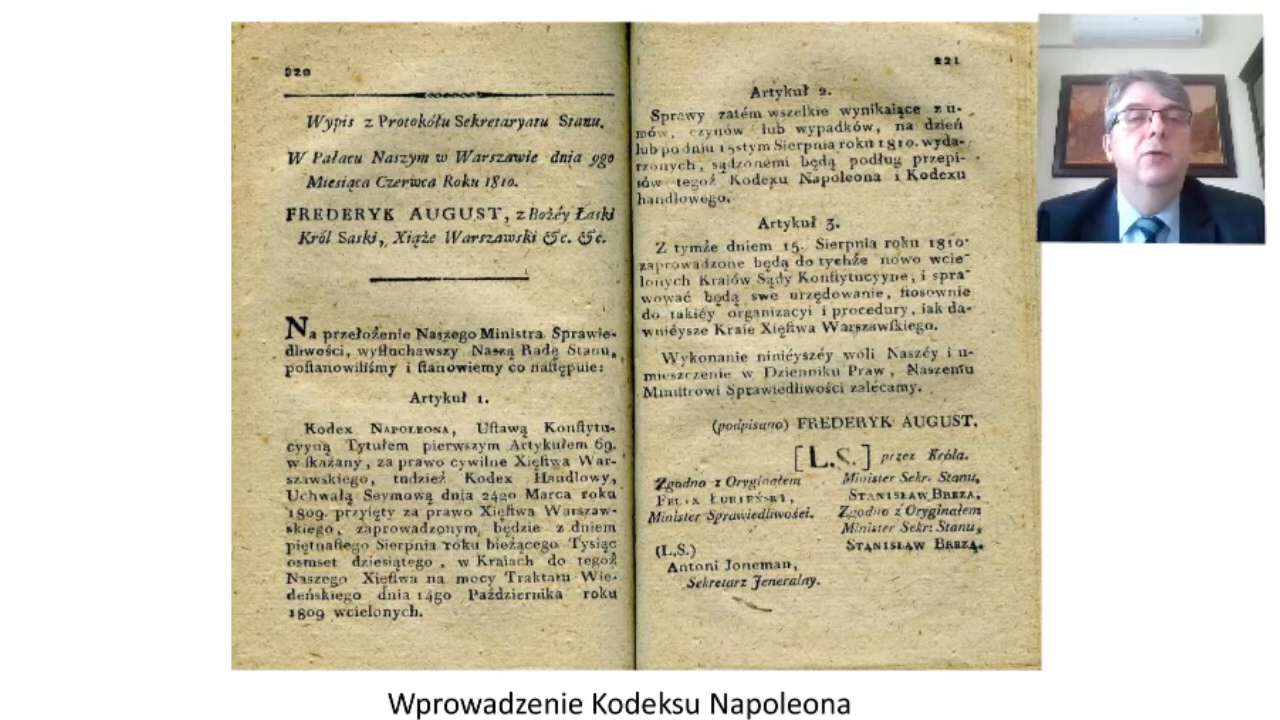 220
Wypis z Protokółu Sekretaryatu Stanu.
W Pałacu Naszym w Warszawie dnia 9go
Miesiąca Czerwca Roku 1810.
FREDERYK AUGUST, z Bożéy Łaski
Król Saski, Xiąże Warszawski &c. &c.
Na przełożenie Naszego Ministra Sprawie-
dliwości, wysłuchawszy Naszą Radę Stanu,
postanowiliśmy i stanowiemy co następuie:
Artykuł 1.
Kodex NAPOLEONA, Ustawą Konstytu-
cyyną Tytułem pierwszym Artykułem 69.
wskazany, za prawo cywilne Xięstwa War-
szawskiego, tudzież Kodex Handlowy,
Uchwałą Seymową dnia 24go Marca roku
1809. przyięty za prawo Xięstwa Warszaw-
skiego, zaprowadzonym będzie z dniem
piętnastego Sierpnia roku bieżącego Tysiąc
osmset dziesiątego, w Kraiach do tegoż
Naszego Xięstwa na mocy Traktatu Wie-
deńskiego dnia 14go Października roku
1809 wcielonych.
221
Artykuł 2.
Sprawy zatém wszelkie wynikaiące z u-
mów, czynów lub wypadków, na dzień
lub po dniu 15stym Sierpnia roku 1810. wyda-
rzonych, sądzonemi będą podług przepi-
sów tegoż Kodexu Napoleona i Kodexu
handlowego.
Artykuł 3.
Z tymże dniem 15. Sierpnia roku 1810.
zaprowadzone będą do tychże nowo wcie-
lonych Kraiów Sądy Konstytucyyne, i spra-
wować będą swe urzędowanie, stosownie
do takiéy organizacyi i procedury, iak da-
wniéysze Kraie Xięstwa Warszawskiego.
Wykonanie niniéyszéy woli Naszéy i u-
mieszczenie w Dzienniku Praw, Naszemu
Ministrowi Sprawiedliwości zalécamy.
(podpisano) FREDERYK AUGUST.
[L.S.] przez Króla.
Zgodno z Oryginałem
FELIX ŁUBIEŃSKI,
Minister Sprawiedliwości.
Minister Sekr. Stanu,
STANISŁAW BREZA.
Zgodno z Oryginałem
Minister Sekr: Stanu,
STANISŁAW BREZA.
(L.S.)
Antoni Joneman,
Sekretarz Jeneralny.
Wprowadzenie Kodeksu Napoleona